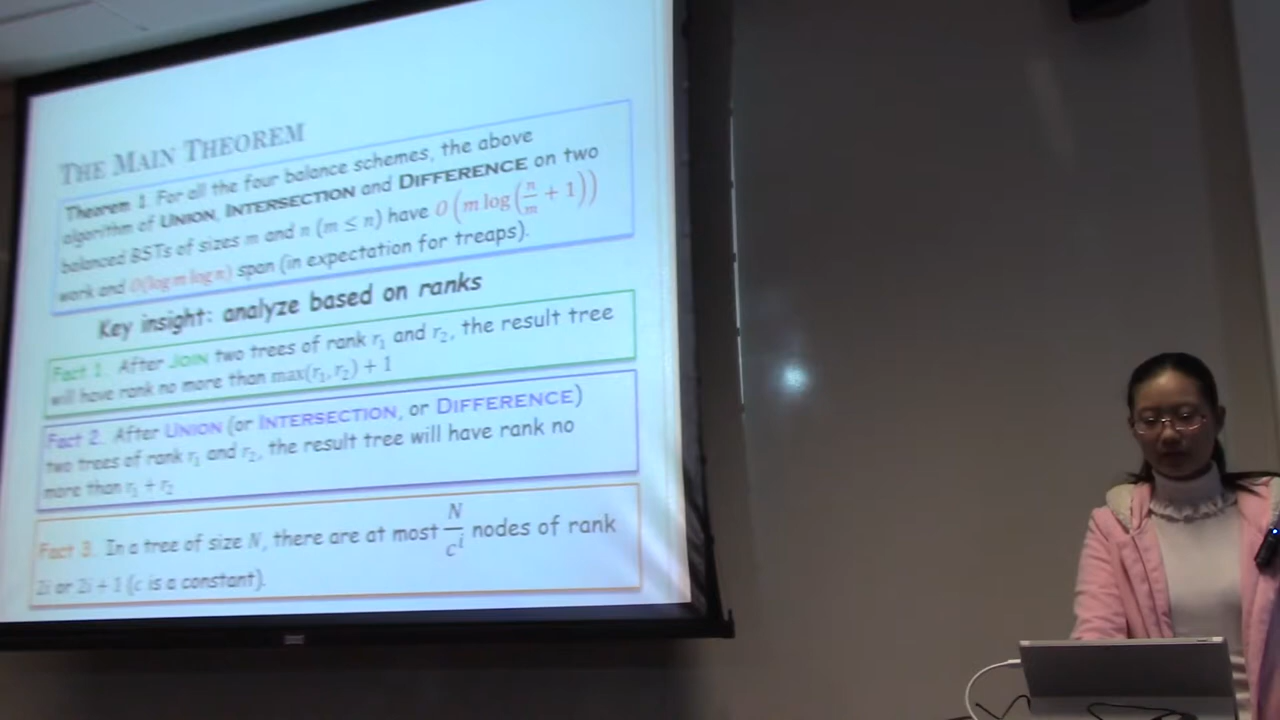 THE MAIN THEOREM
Theorem 1. For all the four balance schemes, the above
algorithm of UNION, INTERSECTION and DIFFERENCE on two
balanced BSTs of sizes m and n (m ≤ n) have O(m log(n/m + 1))
work and O(log m log n) span (in expectation for treaps).
Key insight: analyze based on ranks
Fact 1. After JOIN two trees of rank r₁ and r₂, the result tree
will have rank no more than max(r₁, r₂) + 1
Fact 2. After UNION (or INTERSECTION, or DIFFERENCE)
two trees of rank r₁ and r₂, the result tree will have rank no
more than r₁ + r₂
Fact 3. In a tree of size N, there are at most N/cⁱ nodes of rank
2i or 2i + 1 (c is a constant).